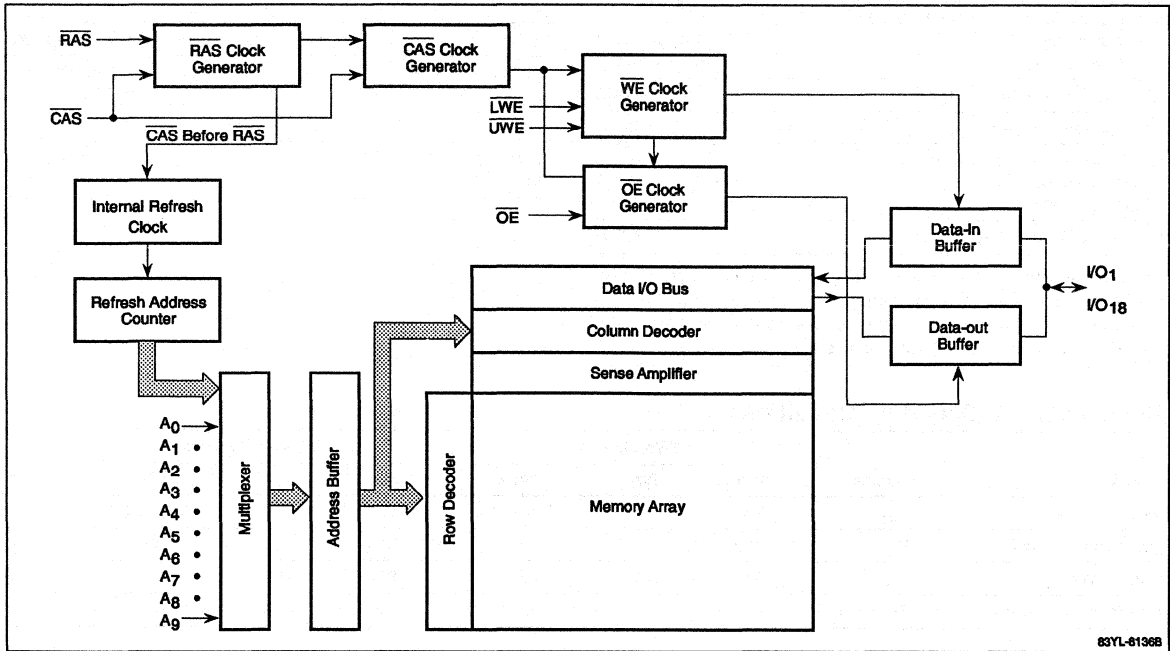 RAS
RAS Clock
Generator
CAS Clock
Generator
CAS
CAS Before RAS
LWE
UWE
WE Clock
Generator
OE
OE Clock
Generator
Internal Refresh
Clock
Refresh Address
Counter
Data-In
Buffer
Data-out
Buffer
I/O1
I/O18
Data I/O Bus
Column Decoder
Sense Amplifier
Row Decoder
Memory Array
Multiplexer
Address Buffer
A0
A1
A2
A3
A4
A5
A6
A7
A8
A9
83YL-6136B